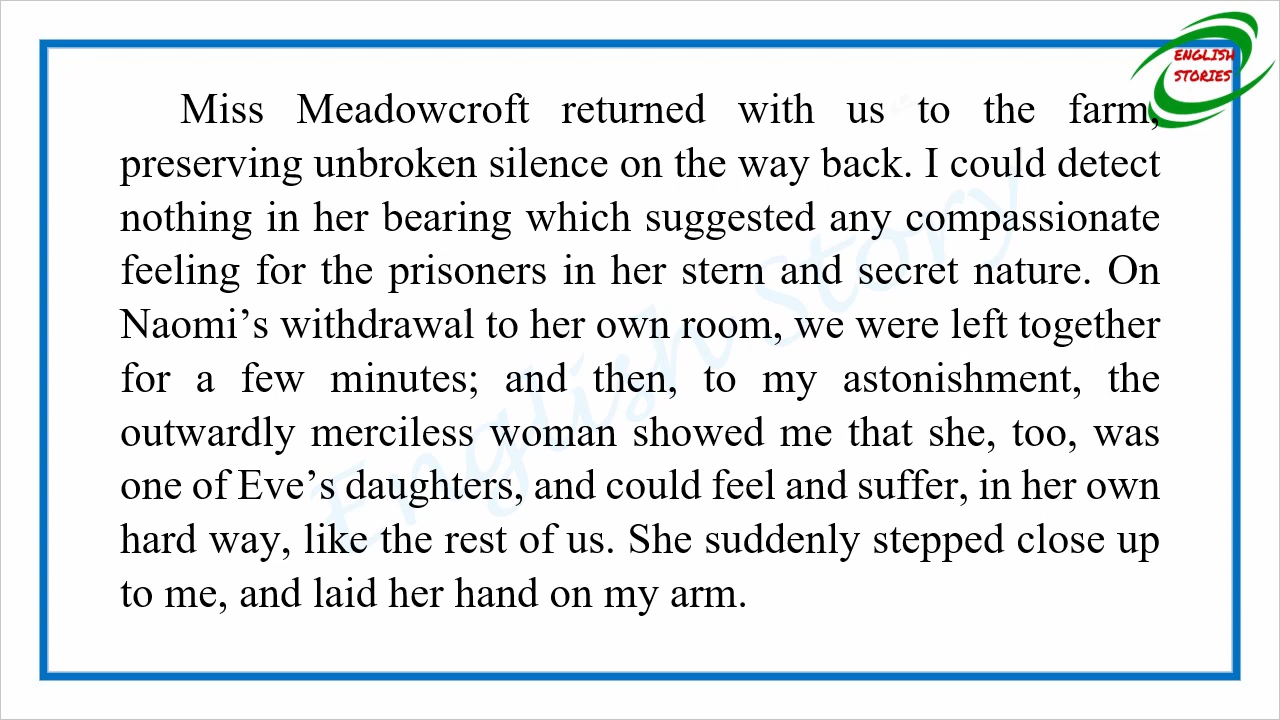 ENGLISH
STORIES
Miss Meadowcroft returned with us to the farm,
preserving unbroken silence on the way back. I could detect
nothing in her bearing which suggested any compassionate
feeling for the prisoners in her stern and secret nature. On
Naomi’s withdrawal to her own room, we were left together
for a few minutes; and then, to my astonishment, the
outwardly merciless woman showed me that she, too, was
one of Eve’s daughters, and could feel and suffer, in her own
hard way, like the rest of us. She suddenly stepped close up
to me, and laid her hand on my arm.
English Story